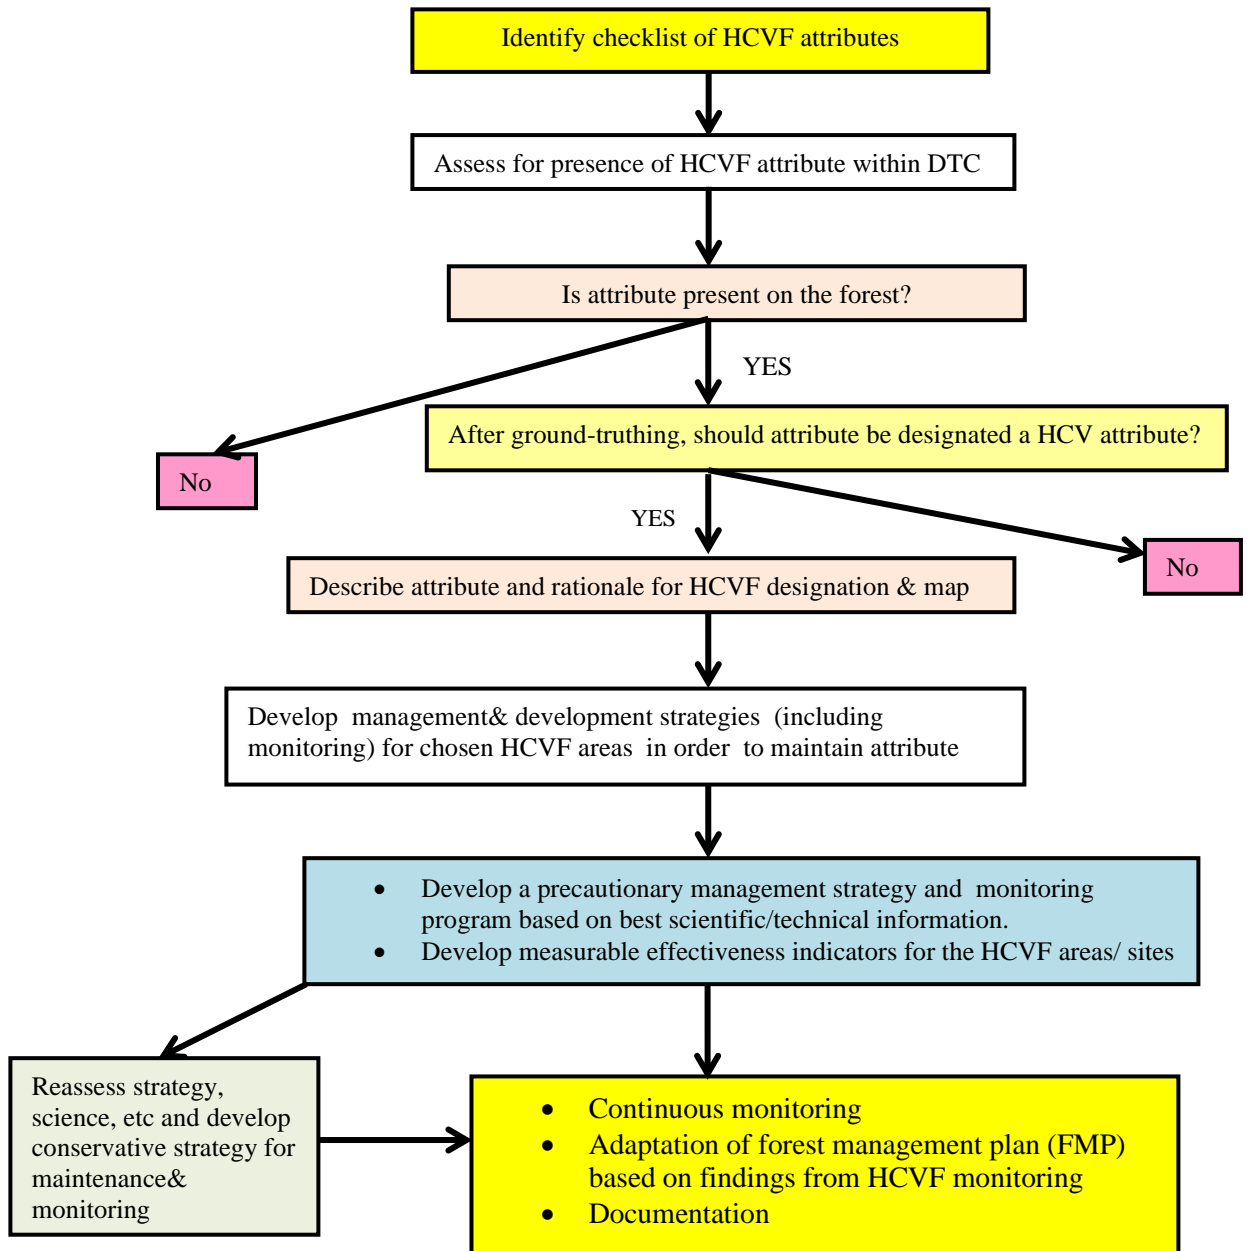 Identify checklist of HCVF attributes
Assess for presence of HCVF attribute within DTC
Is attribute present on the forest?
YES
After ground-truthing, should attribute be designated a HCV attribute?
No
YES
No
Describe attribute and rationale for HCVF designation & map
Develop management& development strategies (including
monitoring) for chosen HCVF areas in order to maintain attribute
• Develop a precautionary management strategy and monitoring
program based on best scientific/technical information.
• Develop measurable effectiveness indicators for the HCVF areas/ sites
Reassess strategy,
science, etc and develop
conservative strategy for
maintenance&
monitoring
• Continuous monitoring
• Adaptation of forest management plan (FMP)
based on findings from HCVF monitoring
• Documentation